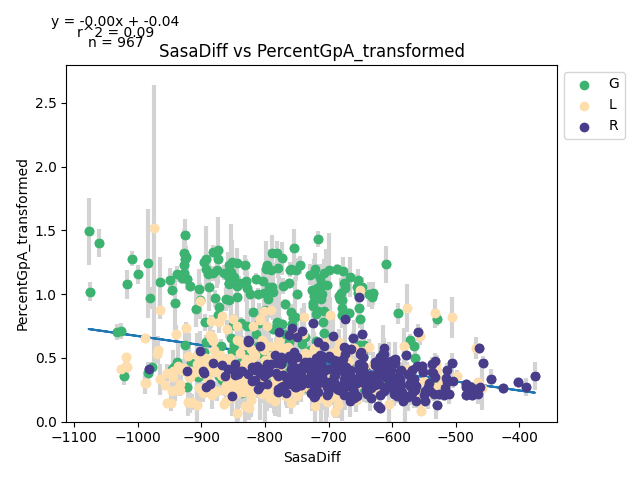 y = -0.00x + -0.04
r^2 = 0.09
n = 967
SasaDiff vs PercentGpA_transformed
G
L
R
PercentGpA_transformed
2.5
2.0
1.5
1.0
0.5
0.0
−1100 −1000 −900 −800 −700 −600 −500 −400
SasaDiff